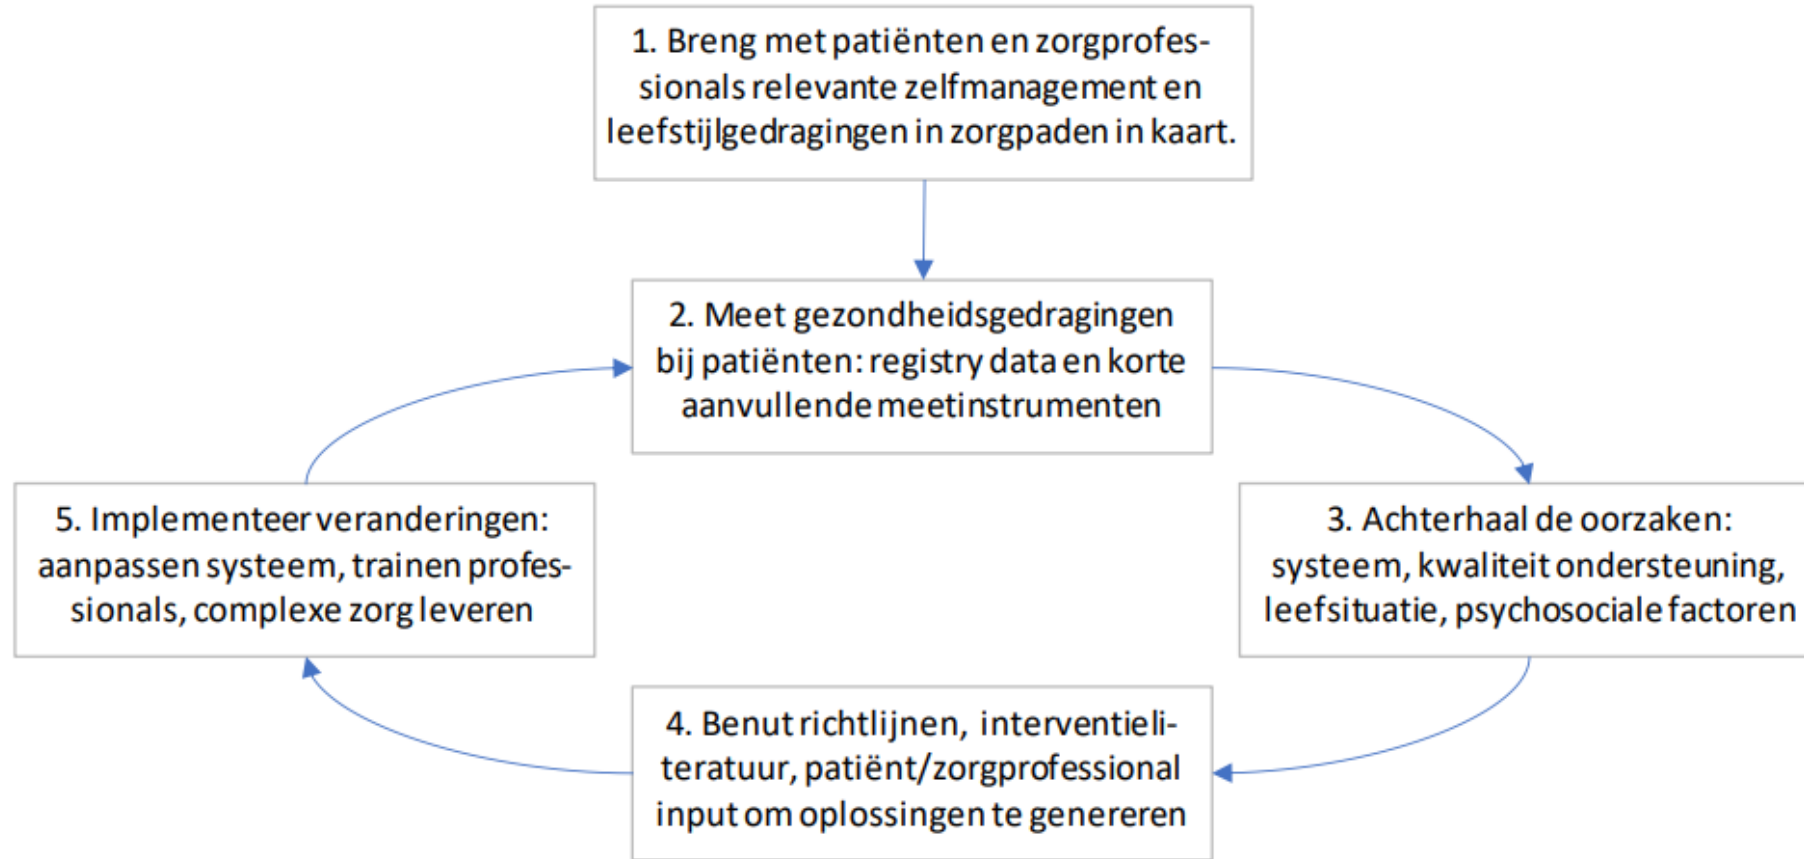 1. Breng met patiënten en zorgprofes-
sionals relevante zelfmanagement en
leefstijlgedragingen in zorgpaden in kaart.
2. Meet gezondheidsgedragingen
bij patiënten: registry data en korte
aanvullende meetinstrumenten
3. Achterhaal de oorzaken:
systeem, kwaliteit ondersteuning,
leefsituatie, psychosociale factoren
4. Benut richtlijnen, interventieli-
teratuur, patiënt/zorgprofessional
input om oplossingen te genereren
5. Implementeer veranderingen:
aanpassen systeem, trainen profes-
sionals, complexe zorg leveren